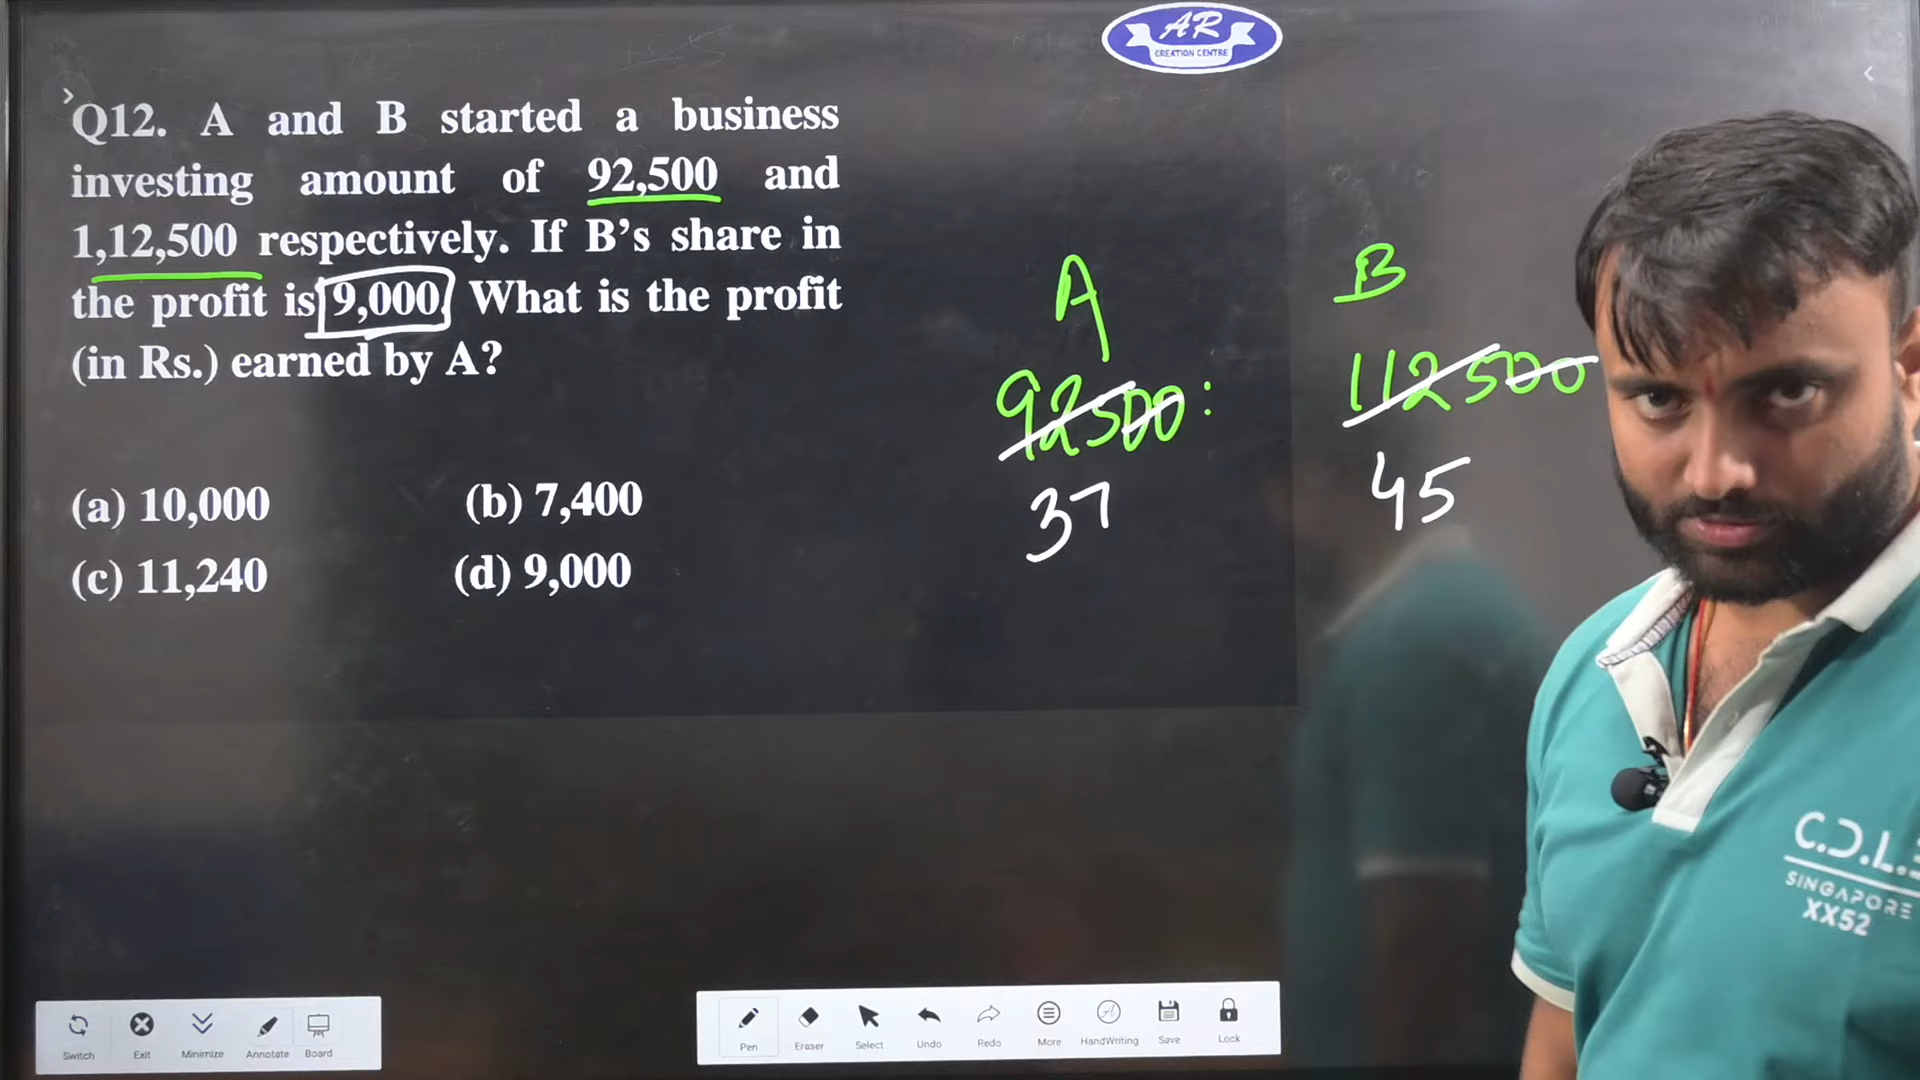 AR
CREATION CENTRE
Q12. A and B started a business
investing amount of 92,500 and
1,12,500 respectively. If B's share in
the profit is 9,000. What is the profit
(in Rs.) earned by A?
(a) 10,000 (b) 7,400
(c) 11,240 (d) 9,000
A B
92500 : 112500
37 45
C.D.L.
SINGAPORE
XX52
Switch Exit Minimize Annotate Board
Pen Eraser Select Undo Redo More HandWriting Save Lock